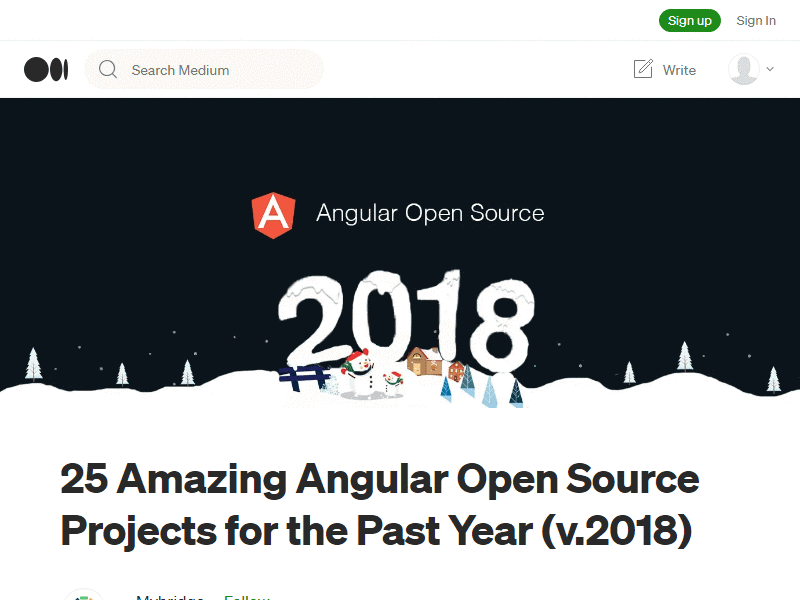 Sign up
Sign In
Search Medium
Write
Angular Open Source
2018
25 Amazing Angular Open Source
Projects for the Past Year (v.2018)
Mybridge
Follow